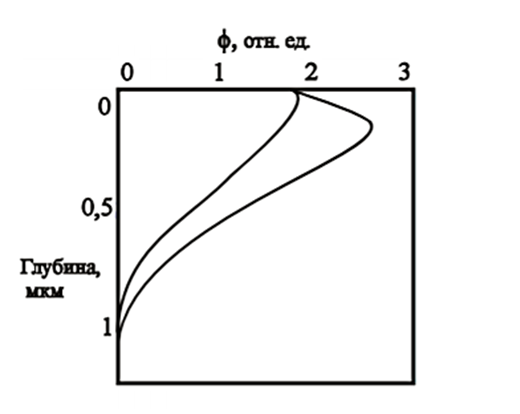 ϕ, отн. ед.
0 1 2 3
0
0,5
Глубина,
мкм
1